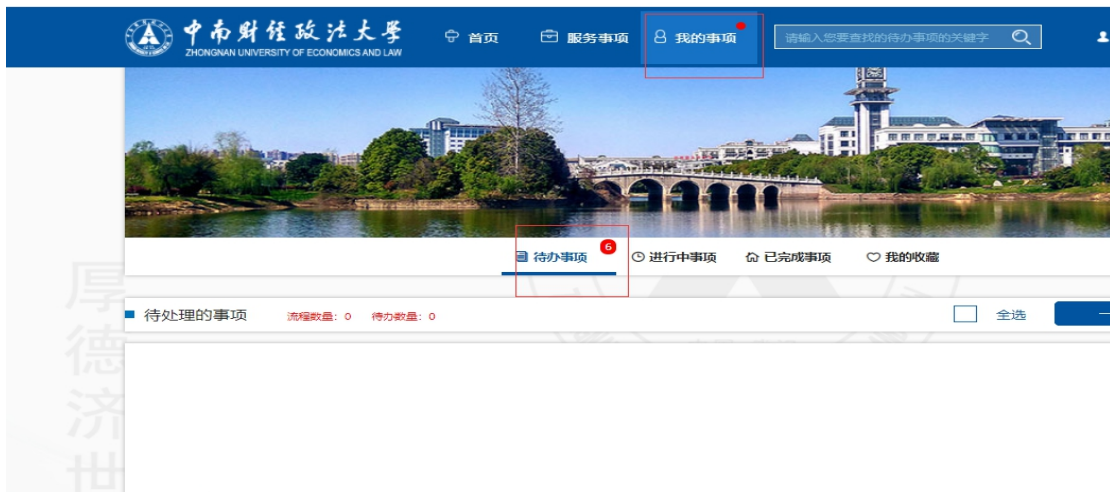 中南财经政法大学
ZHONGNAN UNIVERSITY OF ECONOMICS AND LAW
首页
服务事项
我的事项
请输入您要查找的待办事项的关键字
待办事项
6
进行中事项
已完成事项
我的收藏
待处理的事项
流程数量：0
待办数量：0
全选
一
厚德济世